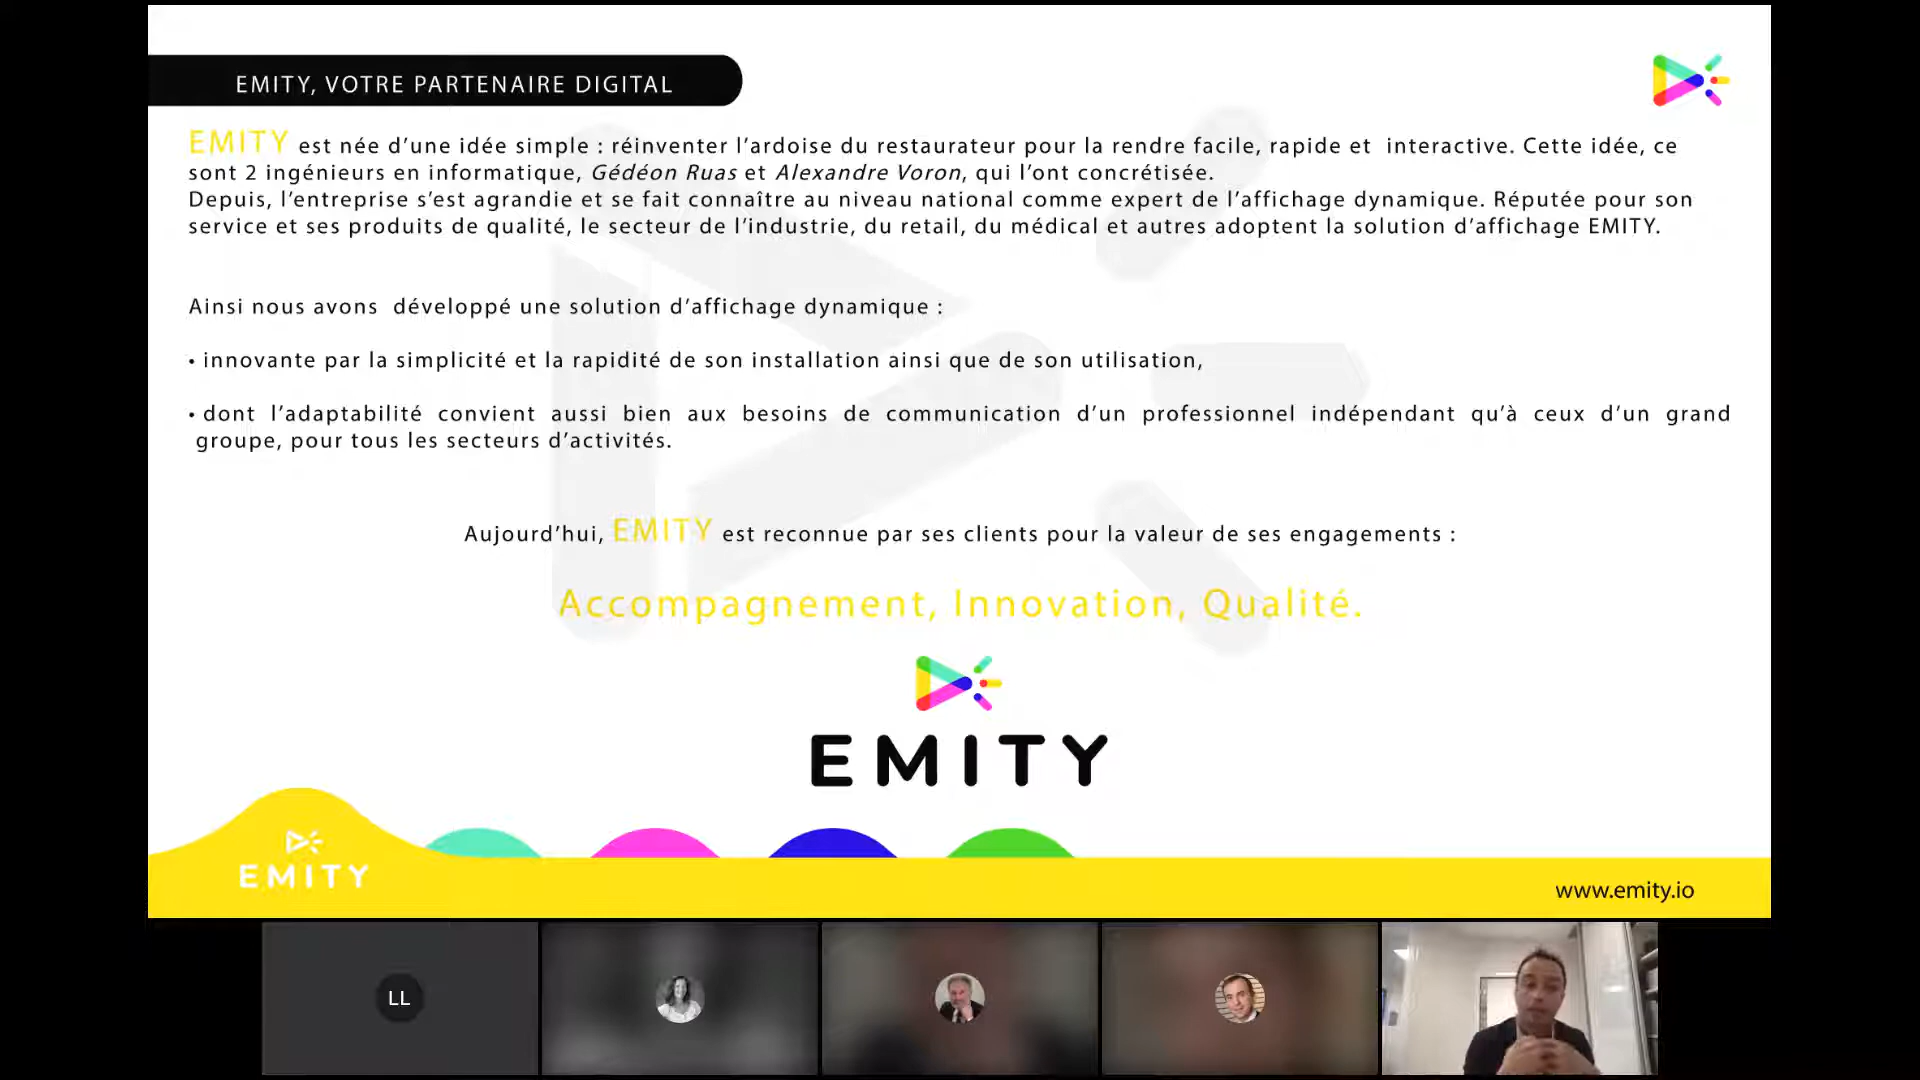 EMITY, VOTRE PARTENAIRE DIGITAL
EMITY est née d’une idée simple : réinventer l’ardoise du restaurateur pour la rendre facile, rapide et interactive. Cette idée, ce
sont 2 ingénieurs en informatique, Gédéon Ruas et Alexandre Voron, qui l’ont concrétisée.
Depuis, l’entreprise s’est agrandie et se fait connaître au niveau national comme expert de l’affichage dynamique. Réputée pour son
service et ses produits de qualité, le secteur de l’industrie, du retail, du médical et autres adoptent la solution d’affichage EMITY.
Ainsi nous avons développé une solution d’affichage dynamique :
• innovante par la simplicité et la rapidité de son installation ainsi que de son utilisation,
• dont l’adaptabilité convient aussi bien aux besoins de communication d’un professionnel indépendant qu’à ceux d’un grand
groupe, pour tous les secteurs d’activités.
Aujourd’hui, EMITY est reconnue par ses clients pour la valeur de ses engagements :
Accompagnement, Innovation, Qualité.
EMITY
EMITY
www.emity.io
LL